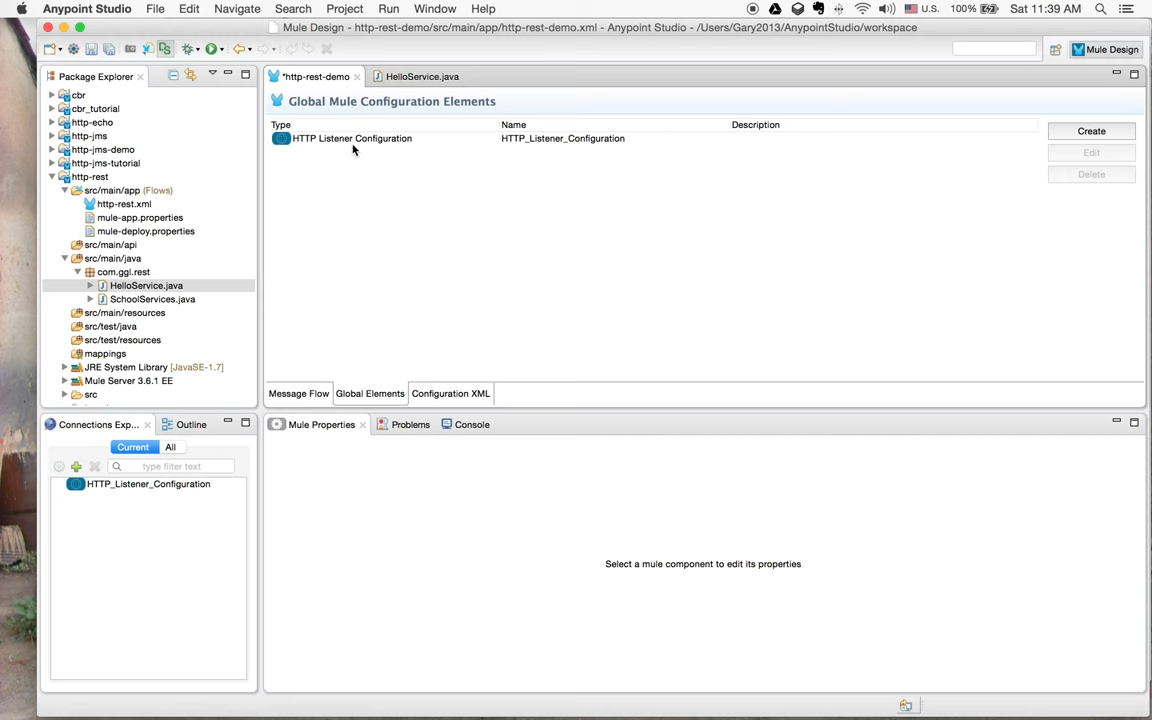 Anypoint Studio File Edit Navigate Search Project Run Window Help U.S. 100% Sat 11:39 AM
Mule Design - http-rest-demo/src/main/app/http-rest-demo.xml - Anypoint Studio - /Users/Gary2013/AnypointStudio/workspace
Mule Design
Package Explorer
*http-rest-demo HelloService.java
cbr
cbr_tutorial
http-echo
http-jms
http-jms-demo
http-jms-tutorial
http-rest
src/main/app (Flows)
http-rest.xml
mule-app.properties
mule-deploy.properties
src/main/api
src/main/java
com.ggl.rest
HelloService.java
SchoolServices.java
src/main/resources
src/test/java
src/test/resources
mappings
JRE System Library [JavaSE-1.7]
Mule Server 3.6.1 EE
src
Global Mule Configuration Elements
Type Name Description
HTTP Listener Configuration HTTP_Listener_Configuration
Create
Edit
Delete
Message Flow Global Elements Configuration XML
Connections Exp... Outline
Current All
type filter text
HTTP_Listener_Configuration
Mule Properties Problems Console
Select a mule component to edit its properties